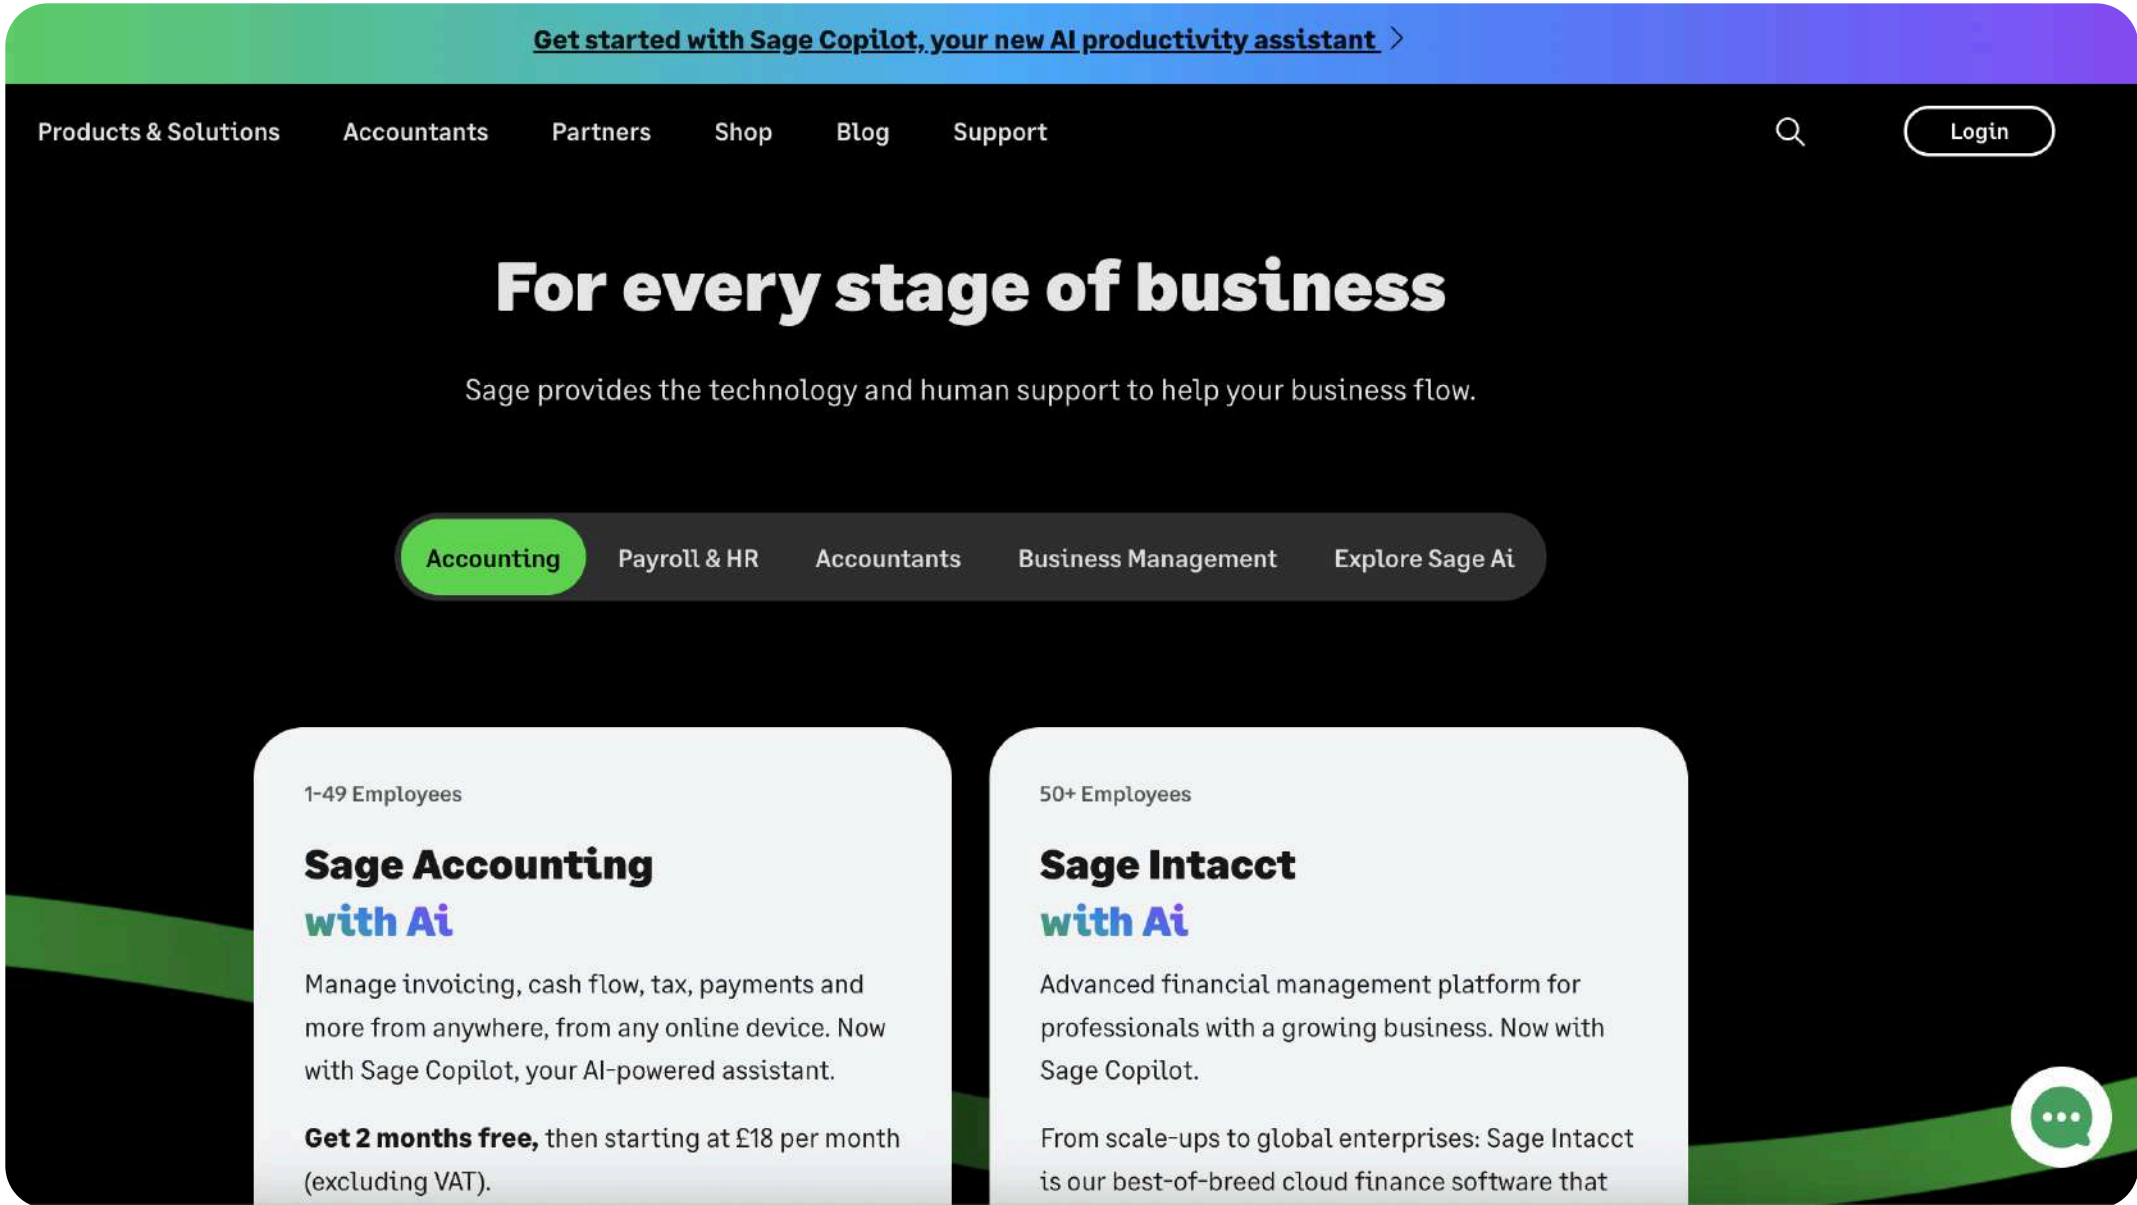 Get started with Sage Copilot, your new AI productivity assistant
Products & Solutions Accountants Partners Shop Blog Support Login
For every stage of business
Sage provides the technology and human support to help your business flow.
Accounting Payroll & HR Accountants Business Management Explore Sage Ai
1-49 Employees
Sage Accounting
with Ai
Manage invoicing, cash flow, tax, payments and
more from anywhere, from any online device. Now
with Sage Copilot, your AI-powered assistant.
Get 2 months free, then starting at £18 per month
(excluding VAT).
50+ Employees
Sage Intacct
with Ai
Advanced financial management platform for
professionals with a growing business. Now with
Sage Copilot.
From scale-ups to global enterprises: Sage Intacct
is our best-of-breed cloud finance software that